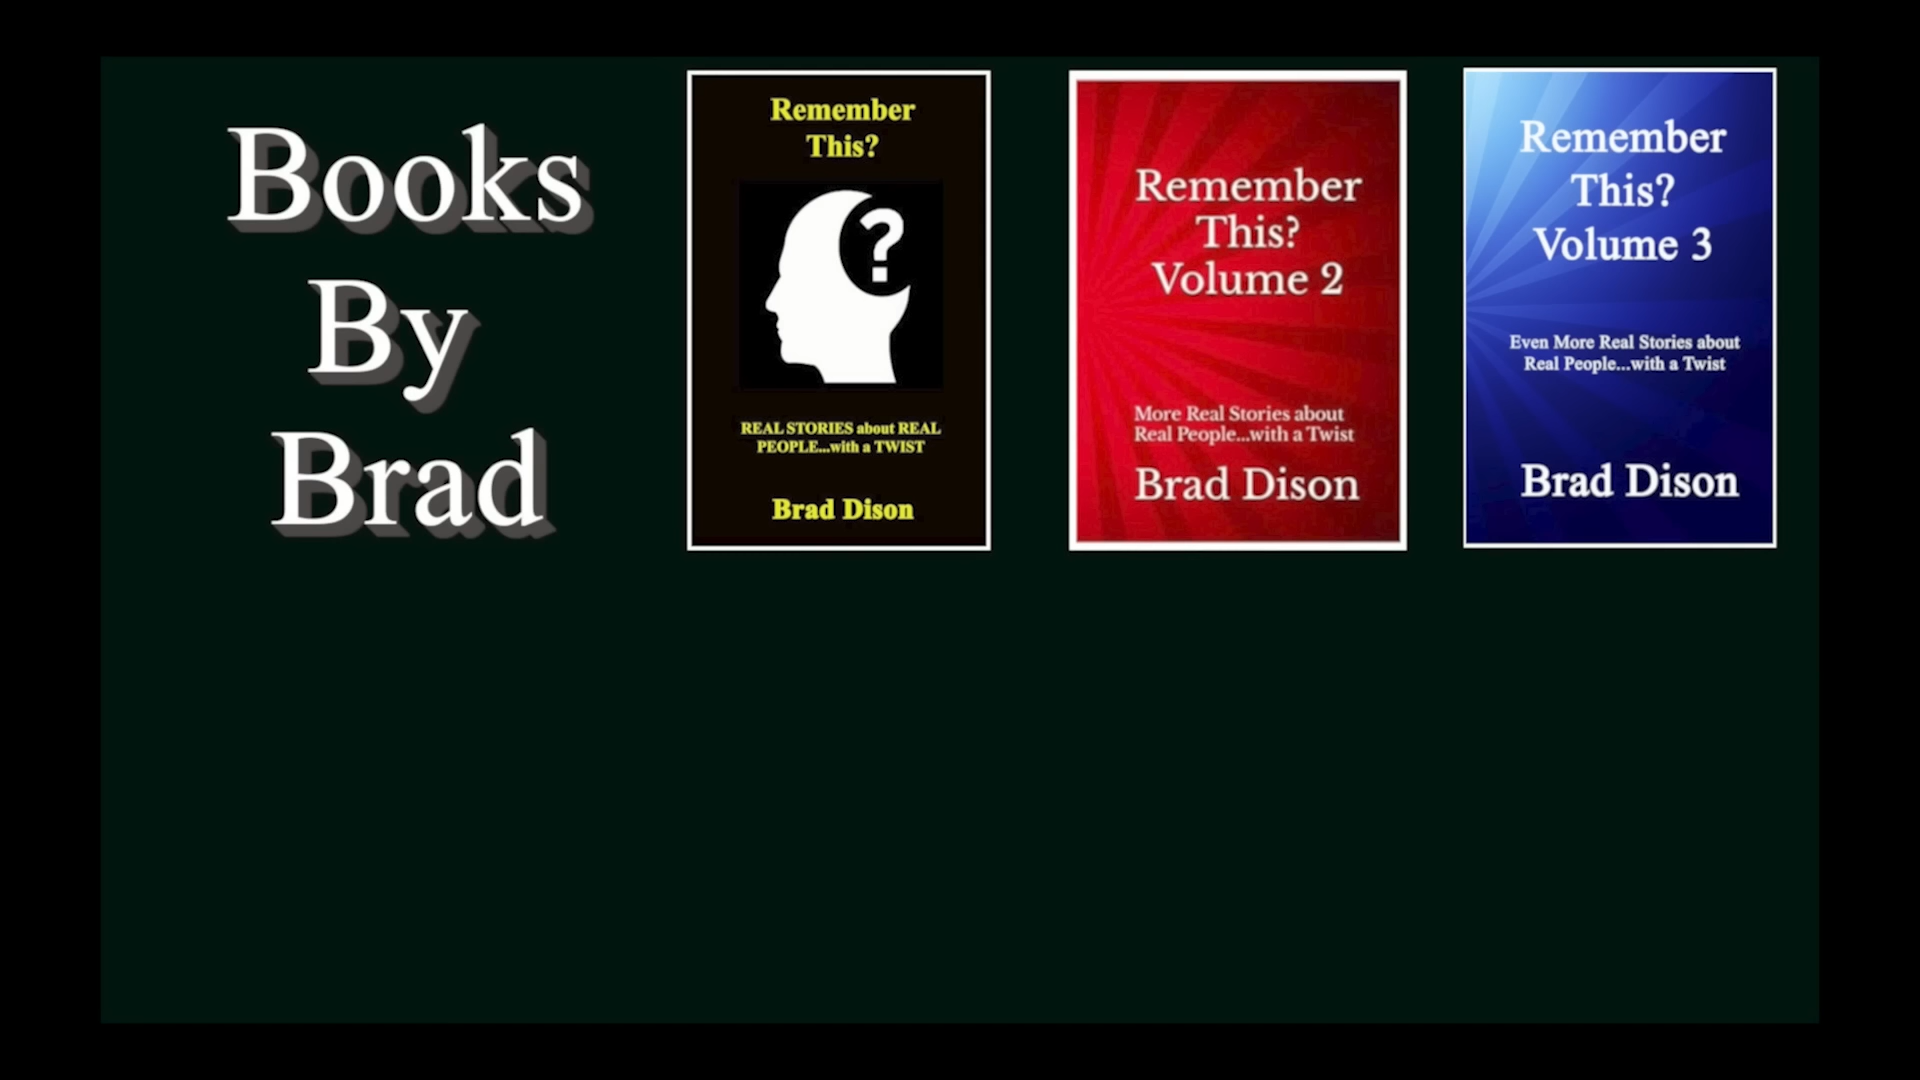 Books
By
Brad
Remember
This?
?
REAL STORIES about REAL
PEOPLE...with a TWIST
Brad Dison
Remember
This?
Volume 2
More Real Stories about
Real People...with a Twist
Brad Dison
Remember
This?
Volume 3
Even More Real Stories about
Real People...with a Twist
Brad Dison